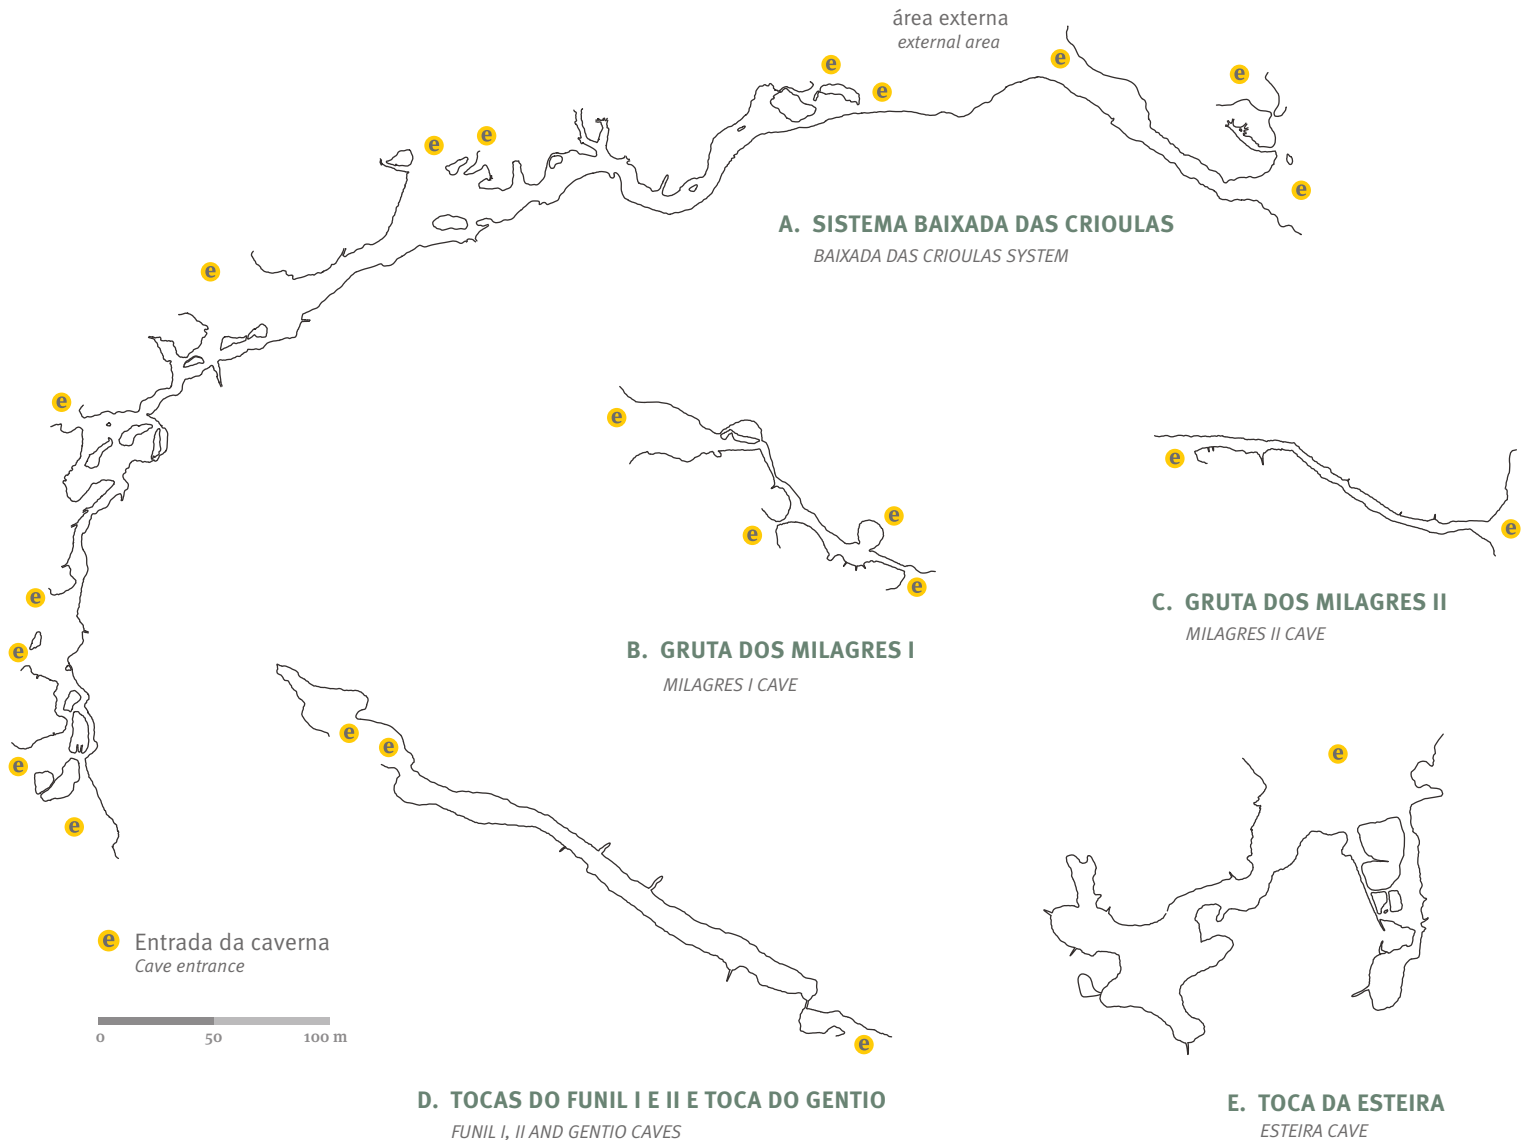 área externa
external area
e
e
e
e
e
e
e
A. SISTEMA BAIXADA DAS CRIOULAS
BAIXADA DAS CRIOULAS SYSTEM
e
e
e
e
e
e
e
e
e
B. GRUTA DOS MILAGRES I
MILAGRES I CAVE
e
e
C. GRUTA DOS MILAGRES II
MILAGRES II CAVE
e
e
e
D. TOCAS DO FUNIL I E II E TOCA DO GENTIO
FUNIL I, II AND GENTIO CAVES
e
E. TOCA DA ESTEIRA
ESTEIRA CAVE
e
e
e Entrada da caverna
Cave entrance
0 50 100 m